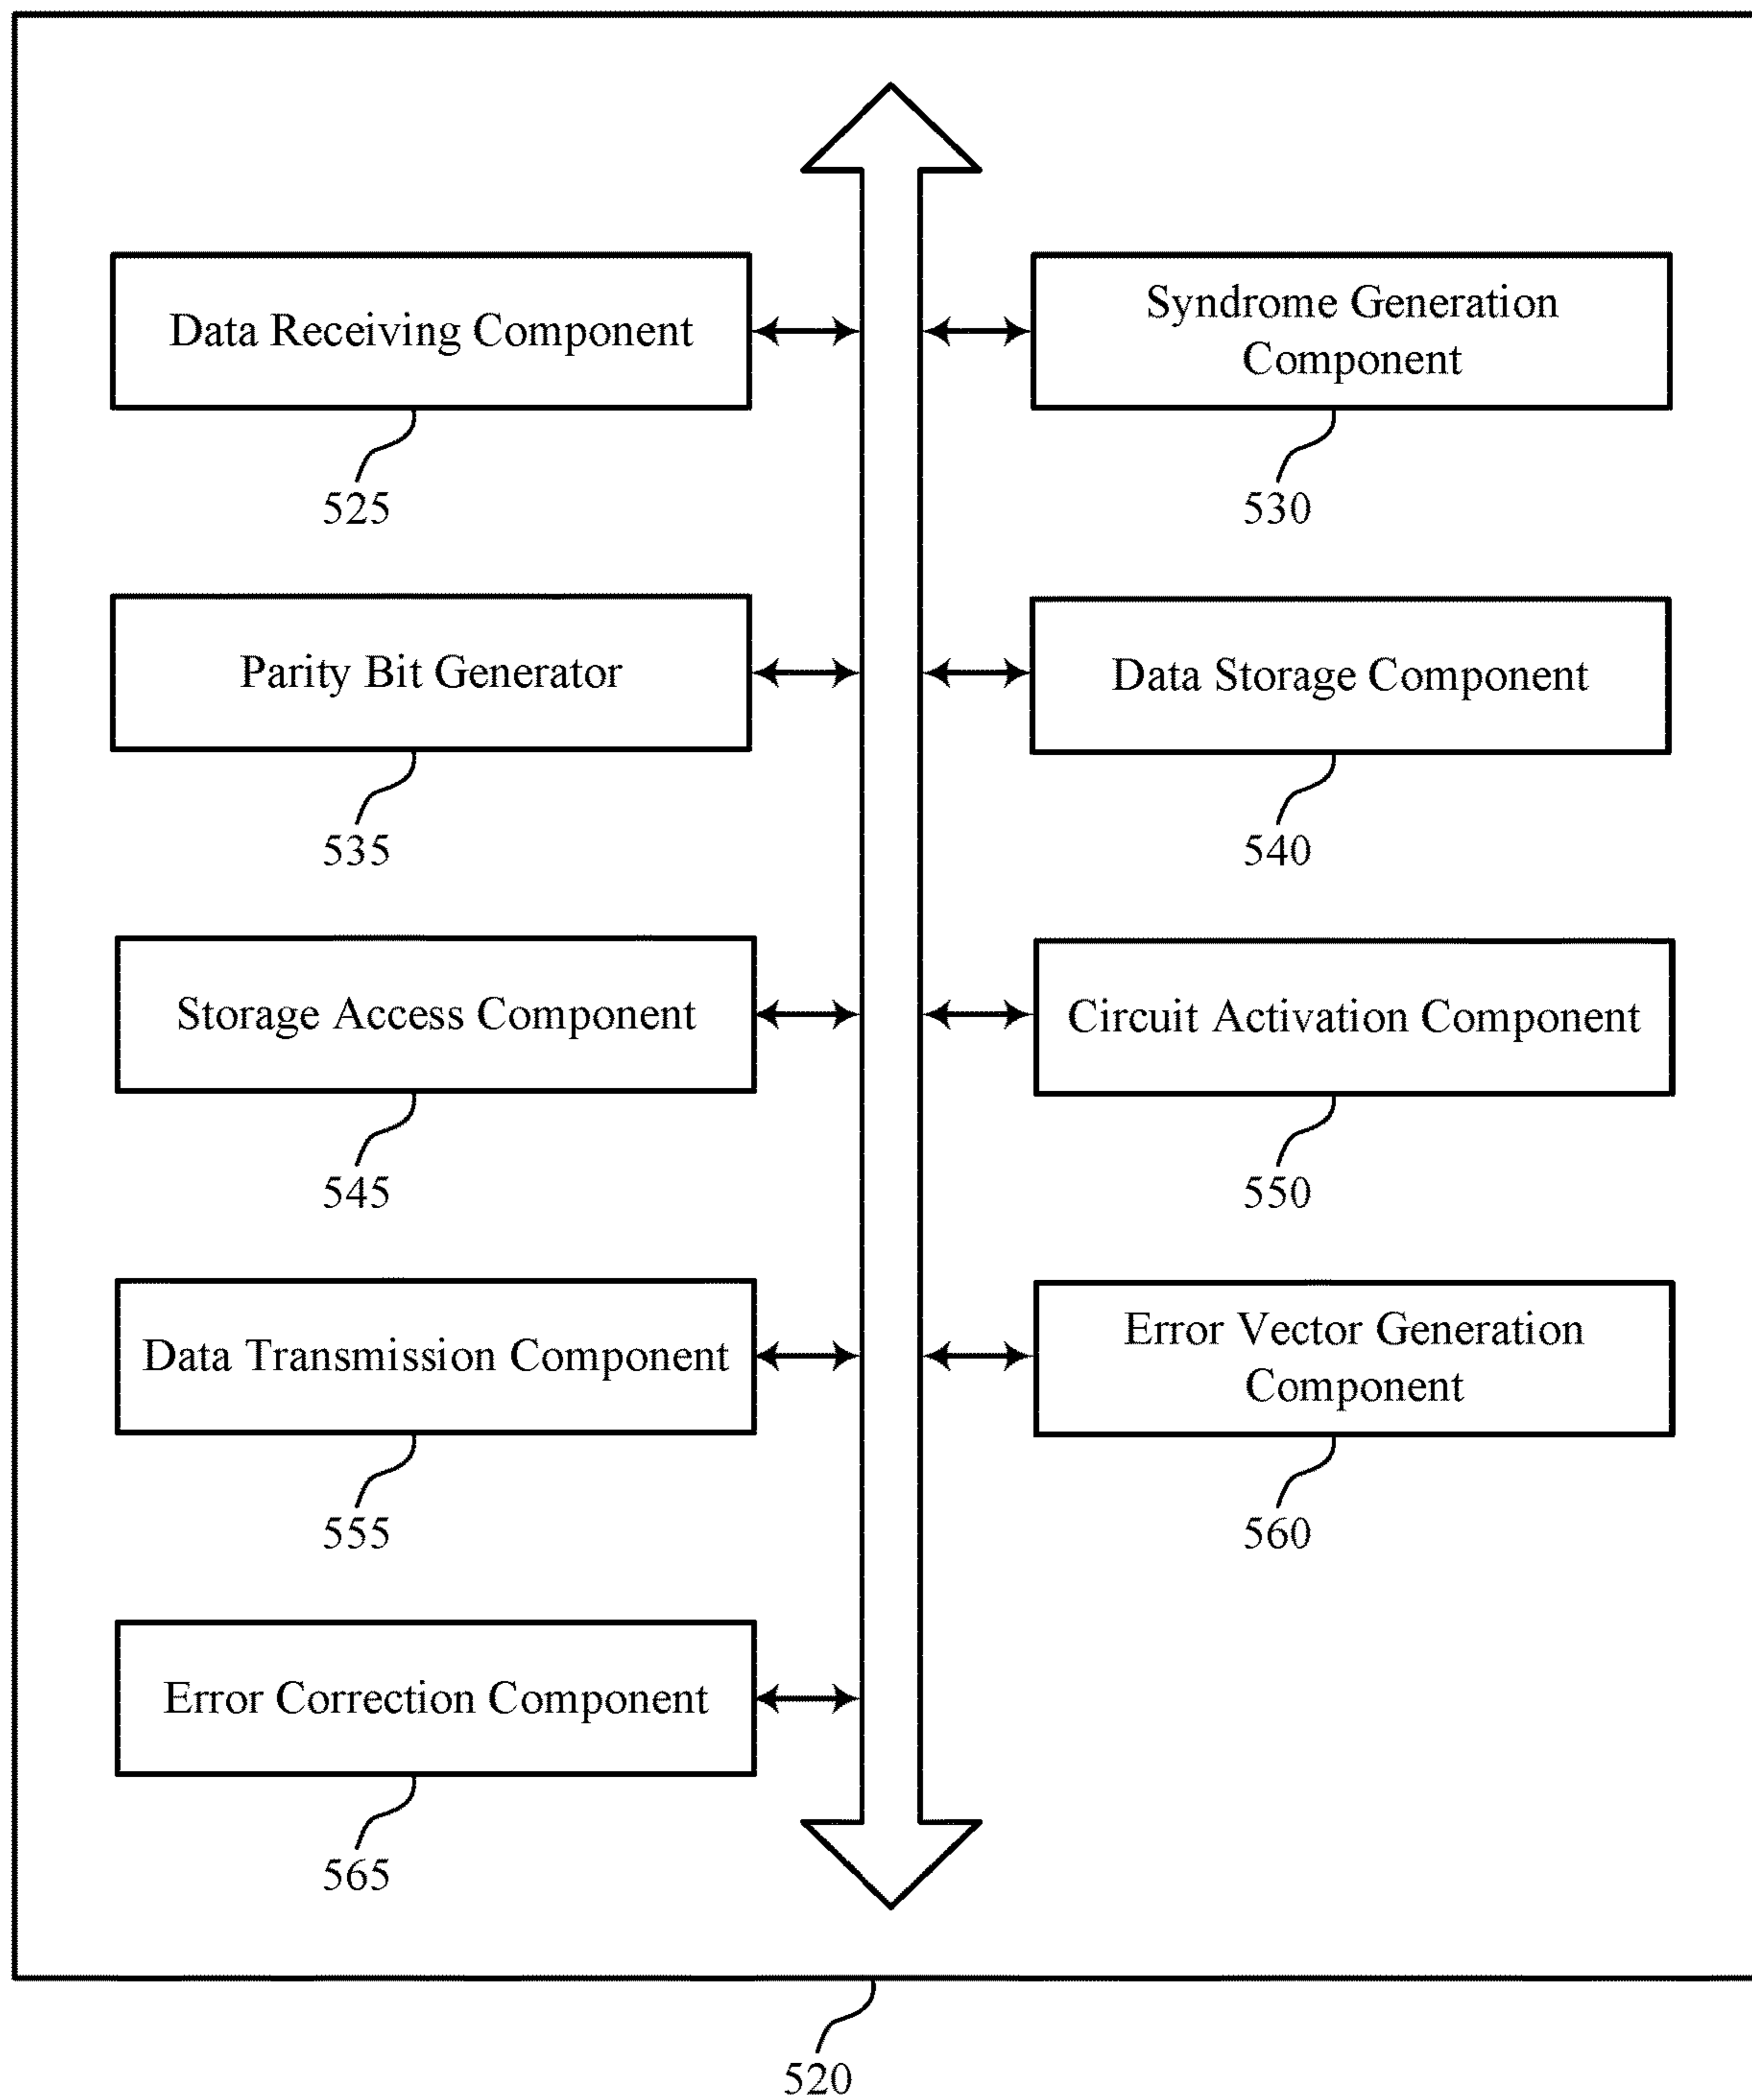 Data Receiving Component
525
Syndrome Generation
Component
530
Parity Bit Generator
535
Data Storage Component
540
Storage Access Component
545
Circuit Activation Component
550
Data Transmission Component
555
Error Vector Generation
Component
560
Error Correction Component
565
520